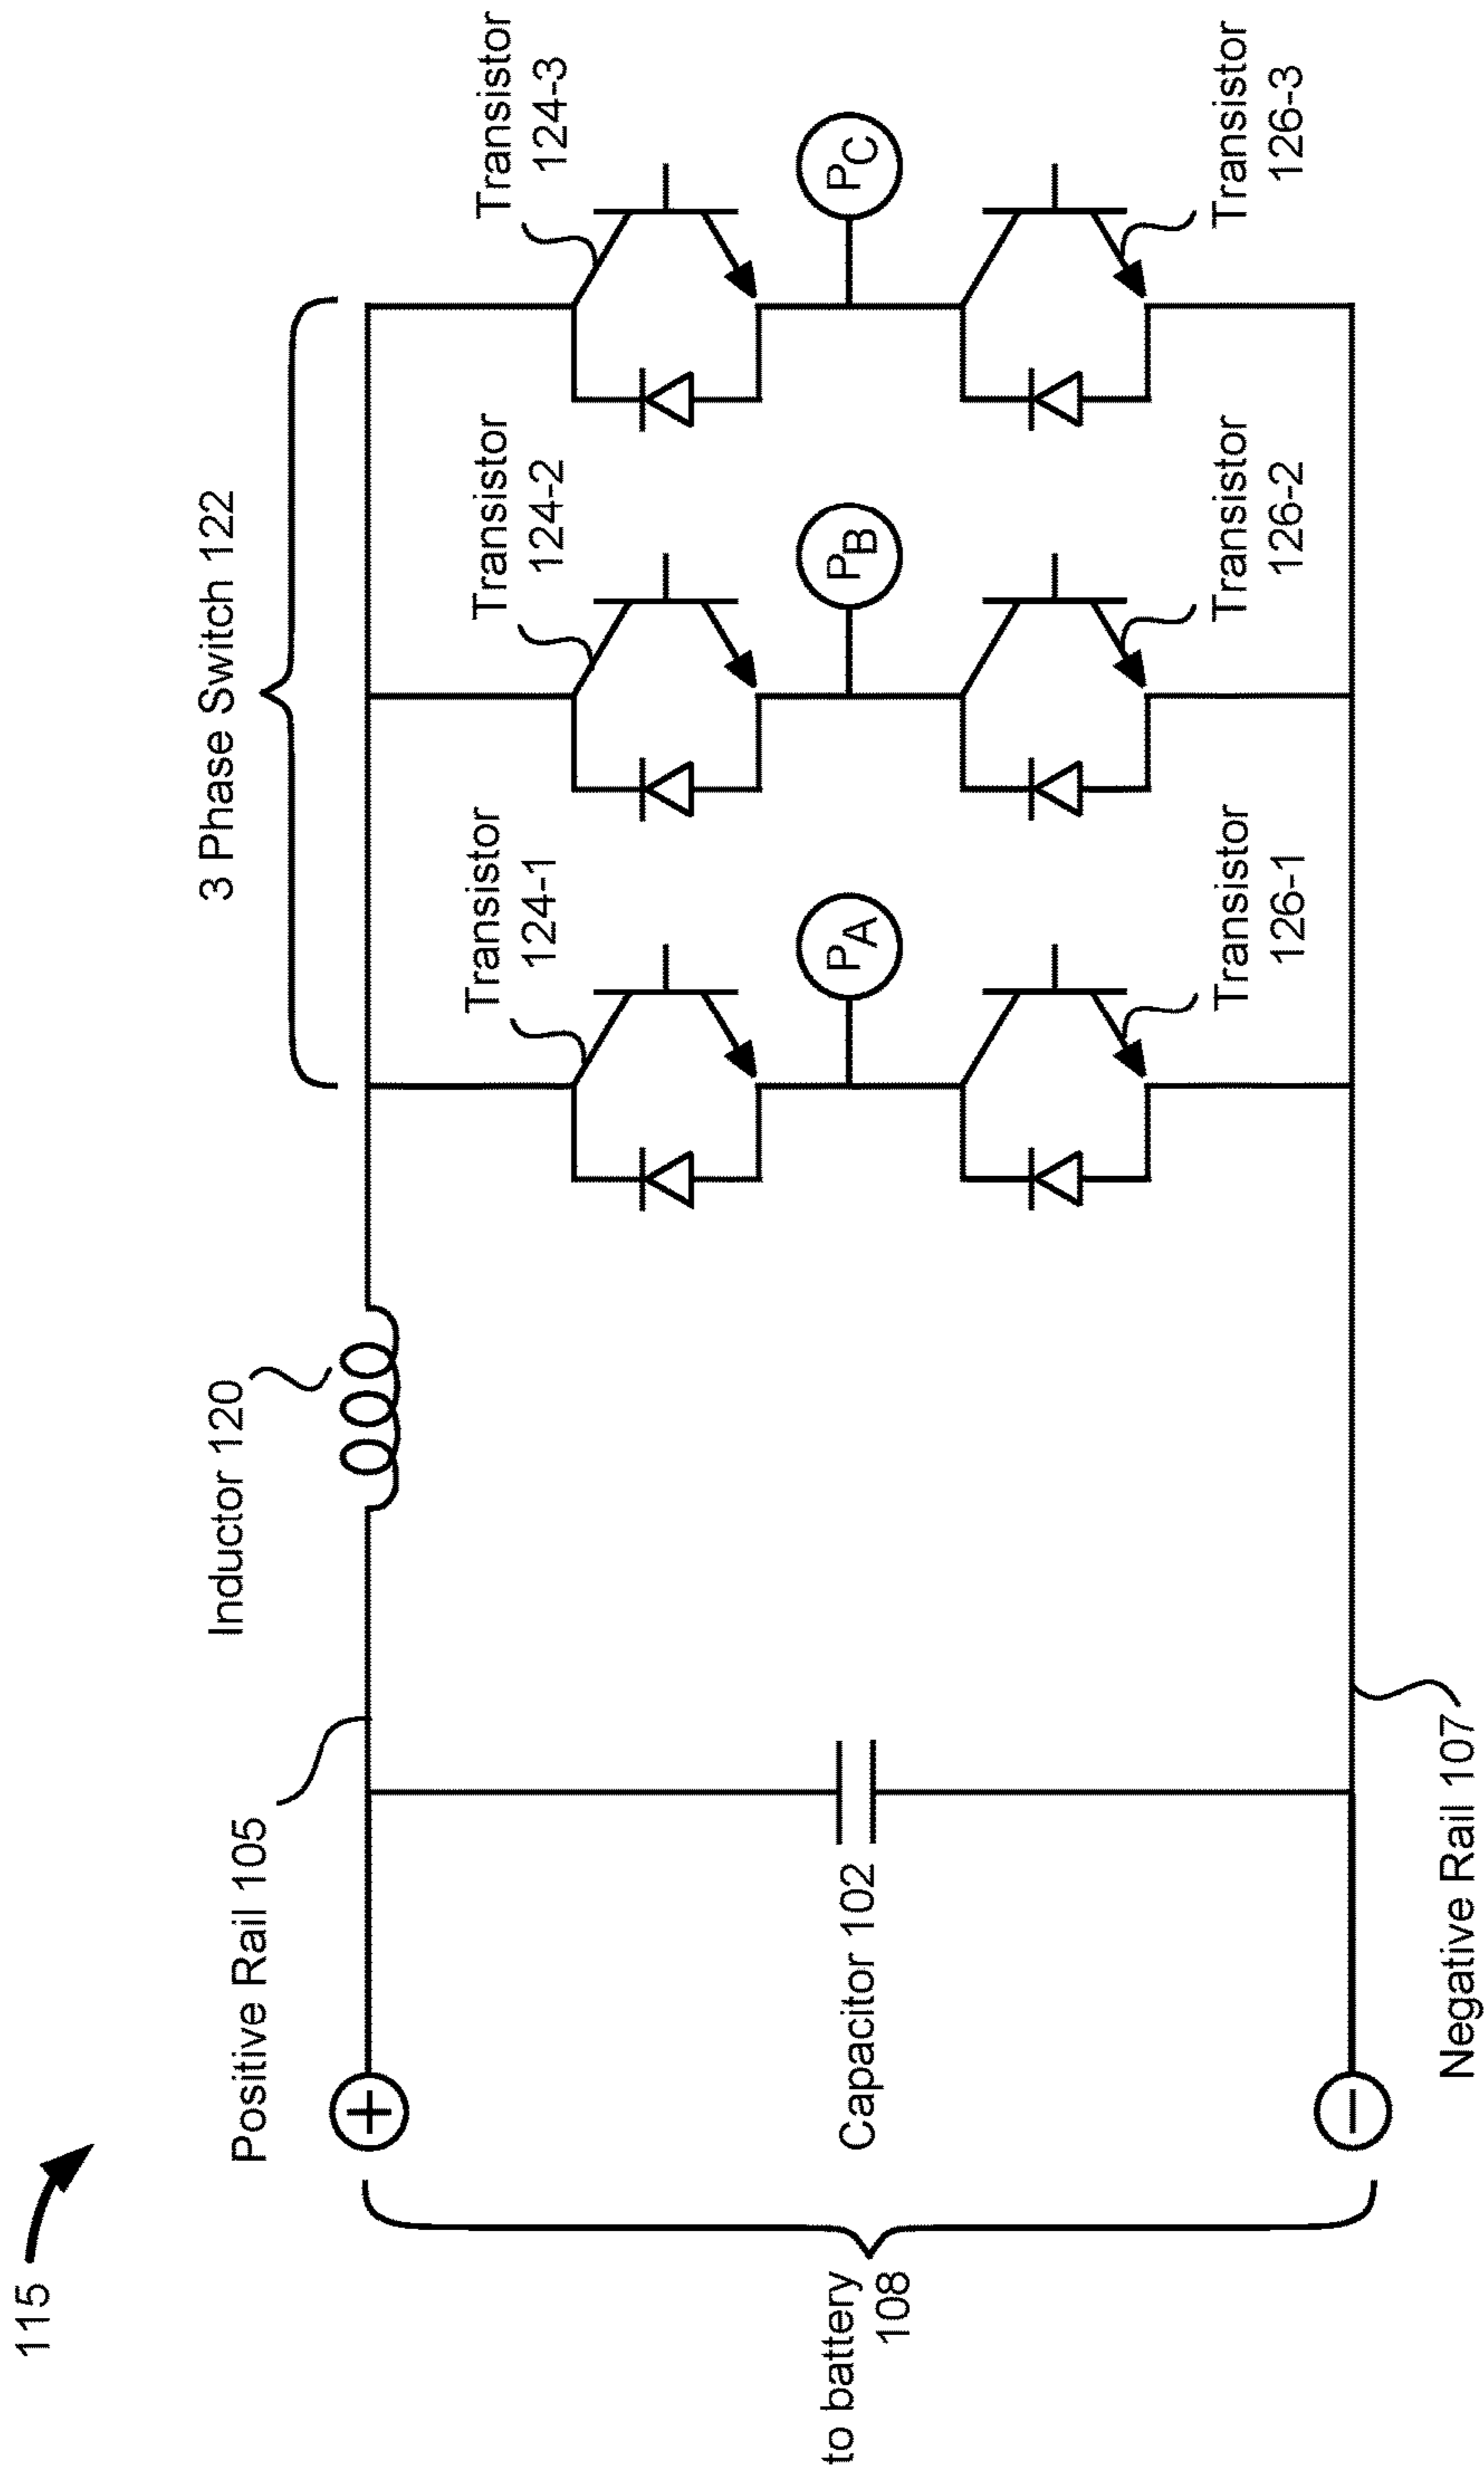 115
3 Phase Switch 122
Inductor 120
Positive Rail 105
Transistor
124-1
Transistor
124-2
Transistor
124-3
+
to battery
108
Capacitor 102
PA
PB
PC
Transistor
126-1
Transistor
126-2
Transistor
126-3
−
Negative Rail 107